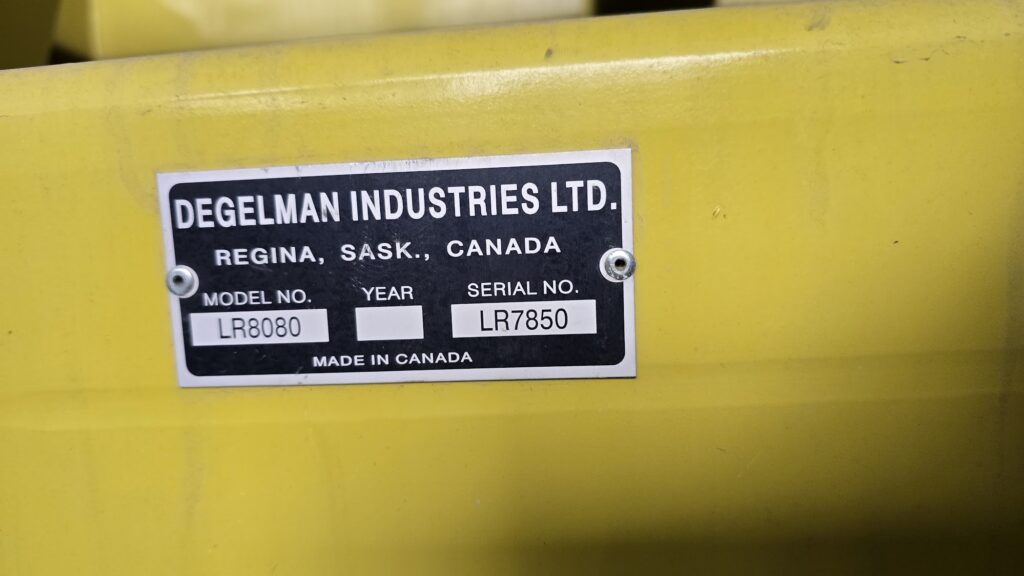 DEGELMAN INDUSTRIES LTD.
REGINA, SASK., CANADA
MODEL NO. YEAR SERIAL NO.
LR8080 LR7850
MADE IN CANADA